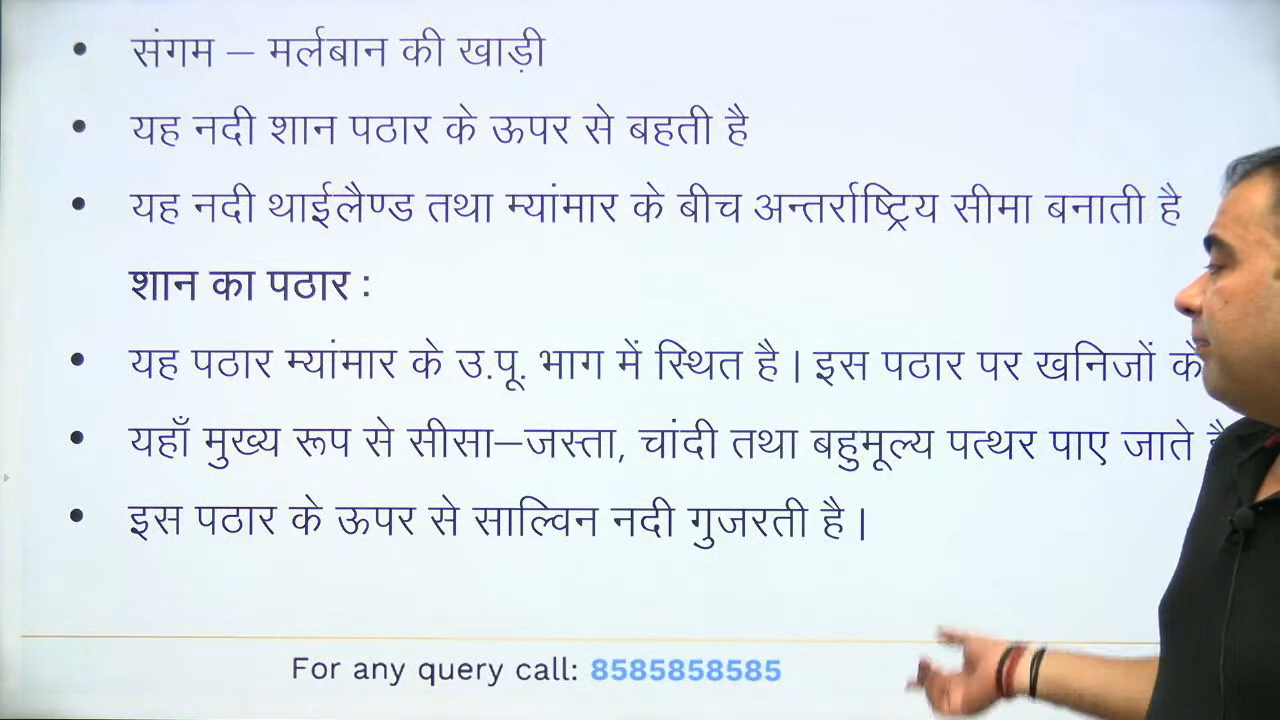 • संगम – मर्लबान की खाड़ी
• यह नदी शान पठार के ऊपर से बहती है
• यह नदी थाईलैण्ड तथा म्यांमार के बीच अन्तर्राष्ट्रिय सीमा बनाती है
शान का पठार :
• यह पठार म्यांमार के उ.पू. भाग में स्थित है | इस पठार पर खनिजों के
• यहाँ मुख्य रूप से सीसा–जस्ता, चांदी तथा बहुमूल्य पत्थर पाए जाते
• इस पठार के ऊपर से साल्विन नदी गुजरती है |
For any query call: 8585858585